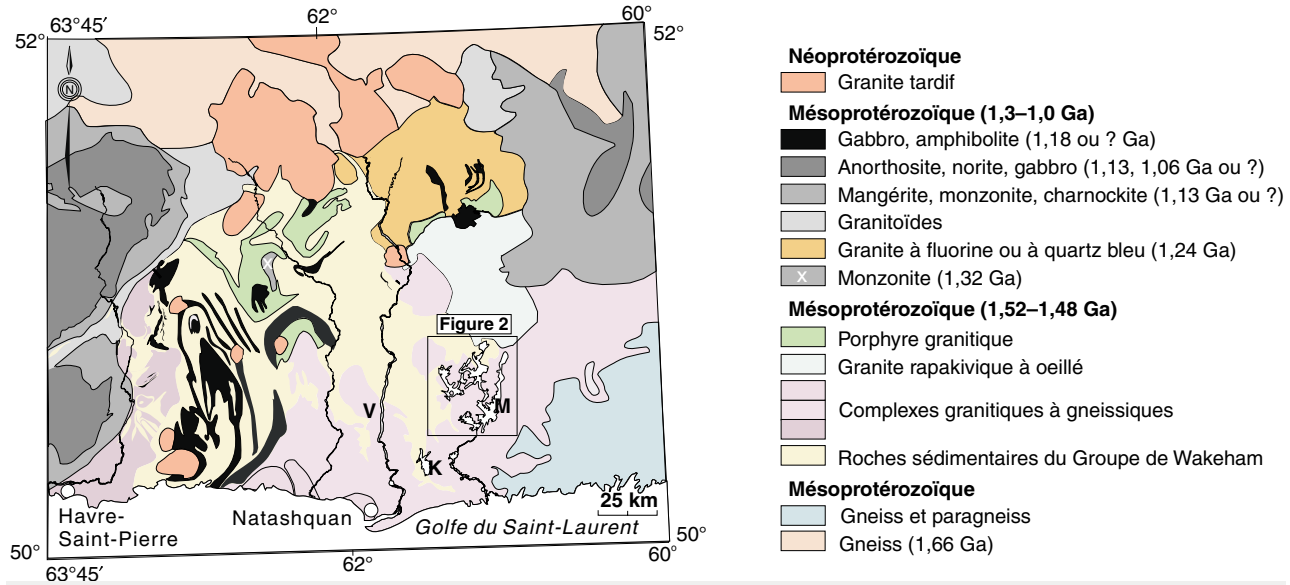 63°45′
62°
60°
52°
52°
N
Figure 2
V
M
K
25 km
Havre-
Saint-Pierre
Natashquan
Golfe du Saint-Laurent
50°
50°
63°45′
62°
60°
Néoprotérozoïque
Granite tardif
Mésoprotérozoïque (1,3–1,0 Ga)
Gabbro, amphibolite (1,18 ou ? Ga)
Anorthosite, norite, gabbro (1,13, 1,06 Ga ou ?)
Mangérite, monzonite, charnockite (1,13 Ga ou ?)
Granitoïdes
Granite à fluorine ou à quartz bleu (1,24 Ga)
X Monzonite (1,32 Ga)
Mésoprotérozoïque (1,52–1,48 Ga)
Porphyre granitique
Granite rapakivique à oeillé
Complexes granitiques à gneissiques
Roches sédimentaires du Groupe de Wakeham
Mésoprotérozoïque
Gneiss et paragneiss
Gneiss (1,66 Ga)